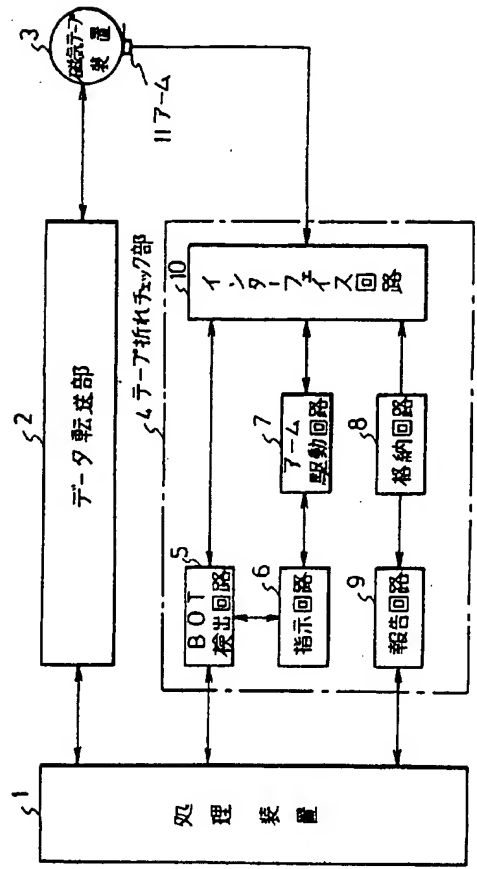 1
処理装置
2
データ転送部
3
磁気テープ
装置
11 アーム
4 テープ折れチェック部
5
BOT
検出回路
6
指示回路
7
アーム
駆動回路
8
格納回路
9
報告回路
10
インターフェイス回路